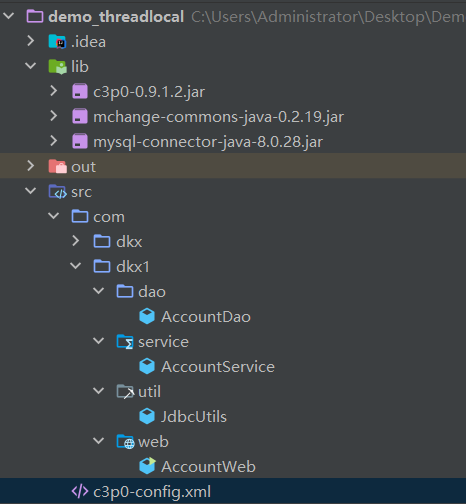 demo_threadlocal C:\Users\Administrator\Desktop\Dem
.idea
lib
c3p0-0.9.1.2.jar
mchange-commons-java-0.2.19.jar
mysql-connector-java-8.0.28.jar
out
src
com
dkx
dkx1
dao
AccountDao
service
AccountService
util
JdbcUtils
web
AccountWeb
c3p0-config.xml